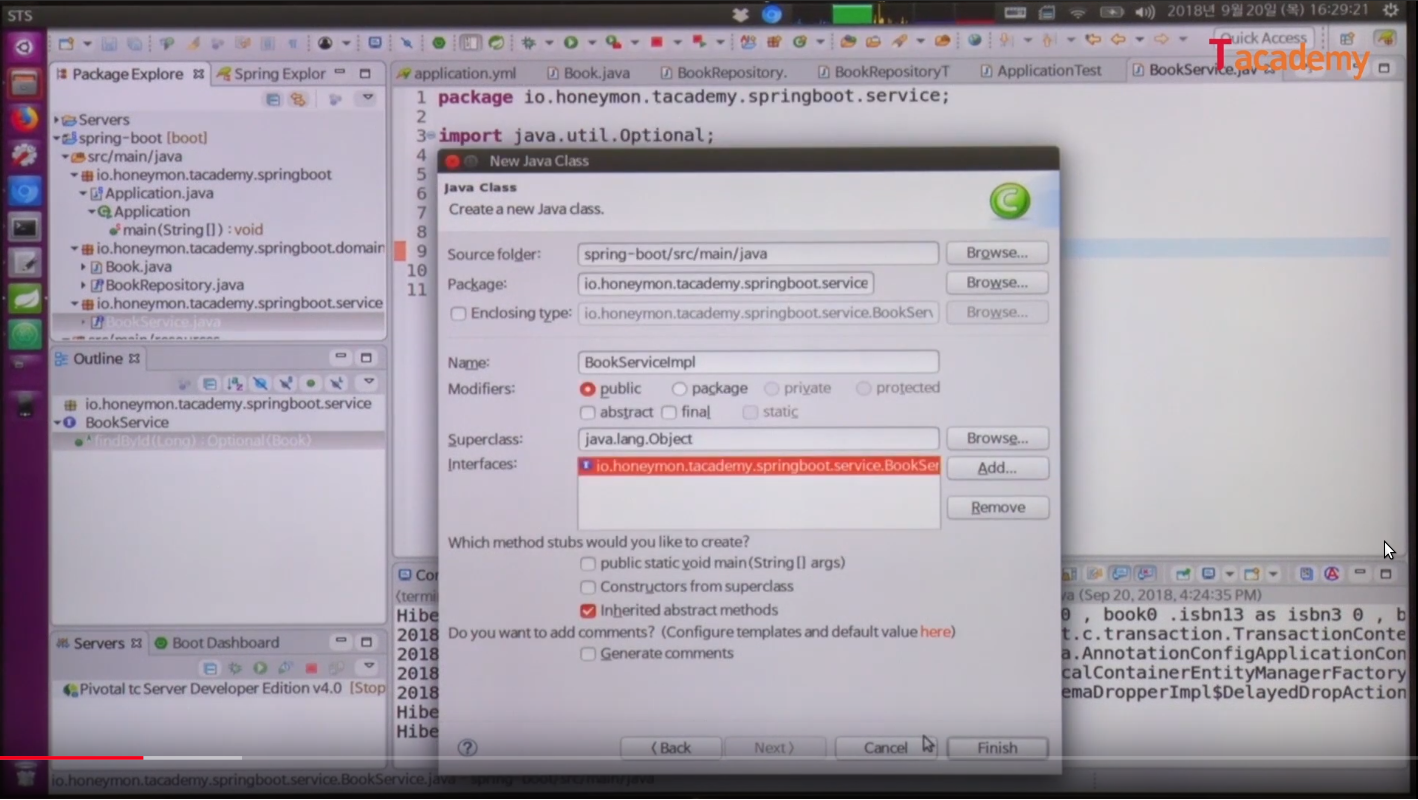 STS
2018년 9월 20일 (목) 16:29:21
Quick Access
Tacademy
Package Explore
Spring Explor
application.yml
Book.java
BookRepository.
BookRepositoryT
ApplicationTest
BookService.jav
Servers
spring-boot [boot]
src/main/java
io.honeymon.tacademy.springboot
Application.java
Application
main(String[]) : void
io.honeymon.tacademy.springboot.domain
Book.java
BookRepository.java
io.honeymon.tacademy.springboot.service
BookService.java
src/main/resources
Outline
io.honeymon.tacademy.springboot.service
BookService
findById(Long) : Optional<Book>
Servers
Boot Dashboard
Pivotal tc Server Developer Edition v4.0 [Stop
1 package io.honeymon.tacademy.springboot.service;
2
3 import java.util.Optional;
4
5
6
7
8
9
10
11
New Java Class
Java Class
Create a new Java class.
Source folder: spring-boot/src/main/java Browse...
Package: io.honeymon.tacademy.springboot.service Browse...
Enclosing type: io.honeymon.tacademy.springboot.service.BookServ Browse...
Name: BookServiceImpl
Modifiers: public package private protected
abstract final static
Superclass: java.lang.Object Browse...
Interfaces: io.honeymon.tacademy.springboot.service.BookSer Add...
Remove
Which method stubs would you like to create?
public static void main(String[] args)
Constructors from superclass
Inherited abstract methods
Do you want to add comments? (Configure templates and default value here)
Generate comments
< Back Next > Cancel Finish
Cor
<termi
va (Sep 20, 2018, 4:24:35 PM)
Hibe 0_, book0_.isbn13 as isbn3_0_, b
2018 t.c.transaction.TransactionConte
2018 a.AnnotationConfigApplicationCon
2018 calContainerEntityManagerFactory
2018 emaDropperImpl$DelayedDropAction
Hibe
Hibe
io.honeymon.tacademy.springboot.service.BookService.java - spring-boot/src/main/java